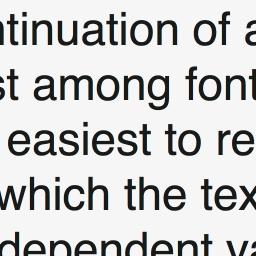 ntinuation of a
st among font
easiest to re
which the tex
dependent va